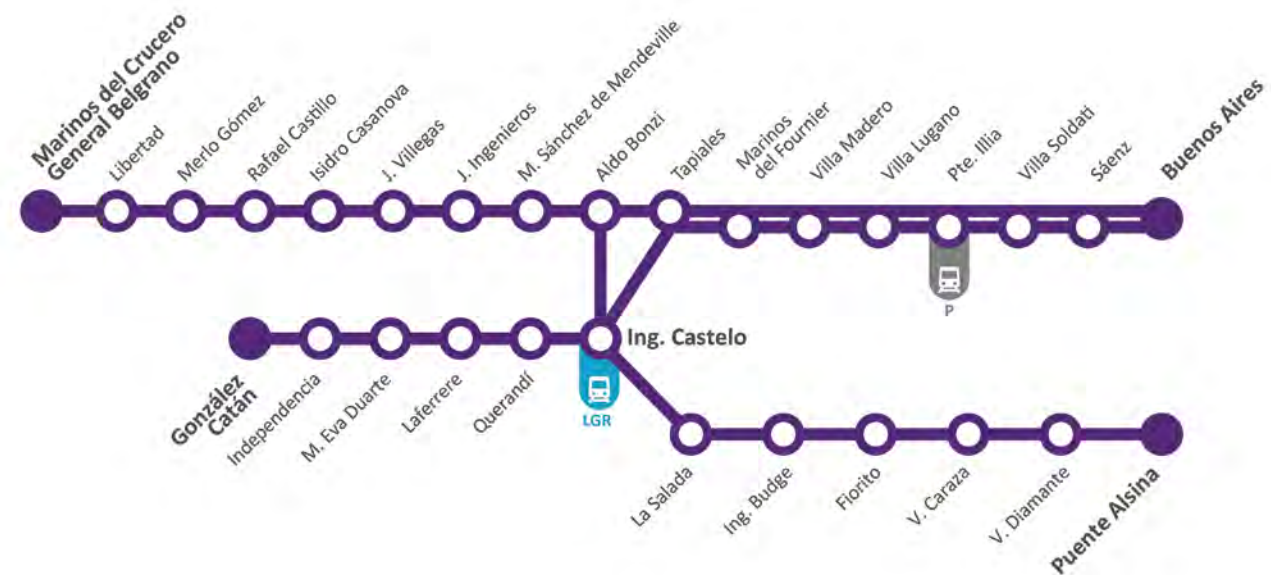 Marinos del Crucero
General Belgrano
Libertad
Merlo Gómez
Rafael Castillo
Isidro Casanova
J. Villegas
J. Ingenieros
M. Sánchez de Mendeville
Aldo Bonzi
Tapiales
Marinos
del Fournier
Villa Madero
Villa Lugano
Pte. Illia
Villa Soldati
Sáenz
Buenos Aires
P
Ing. Castelo
LGR
González
Catán
Independencia
M. Eva Duarte
Laferrere
Querandí
La Salada
Ing. Budge
Fiorito
V. Caraza
V. Diamante
Puente Alsina